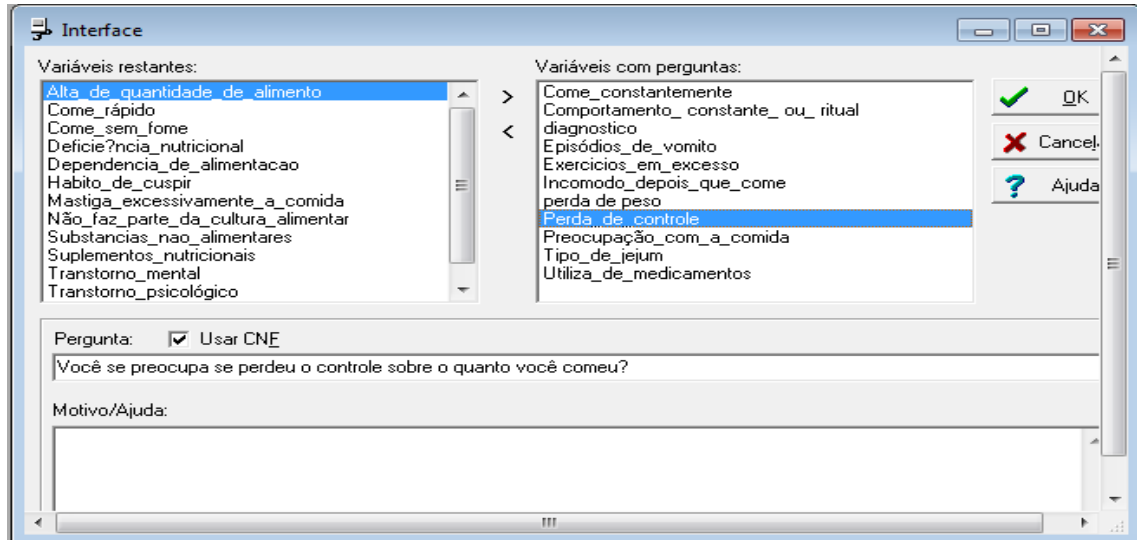 Interface
Variáveis restantes:
Alta_de_quantidade_de_alimento
Come_rápido
Come_sem_fome
Deficie?ncia_nutricional
Dependencia_de_alimentacao
Habito_de_cuspir
Mastiga_excessivamente_a_comida
Não_faz_parte_da_cultura_alimentar
Substancias_nao_alimentares
Suplementos_nutricionais
Transtorno_mental
Transtorno_psicológico
>
<
Variáveis com perguntas:
Come_constantemente
Comportamento_ constante_ ou_ ritual
diagnostico
Episódios_de_vomito
Exercicios_em_excesso
Incomodo_depois_que_come
perda de peso
Perda_de_controle
Preocupação_com_a_comida
Tipo_de_jejum
Utiliza_de_medicamentos
OK
Cancel
Ajuda
Pergunta: Usar CNF
Você se preocupa se perdeu o controle sobre o quanto você comeu?
Motivo/Ajuda: